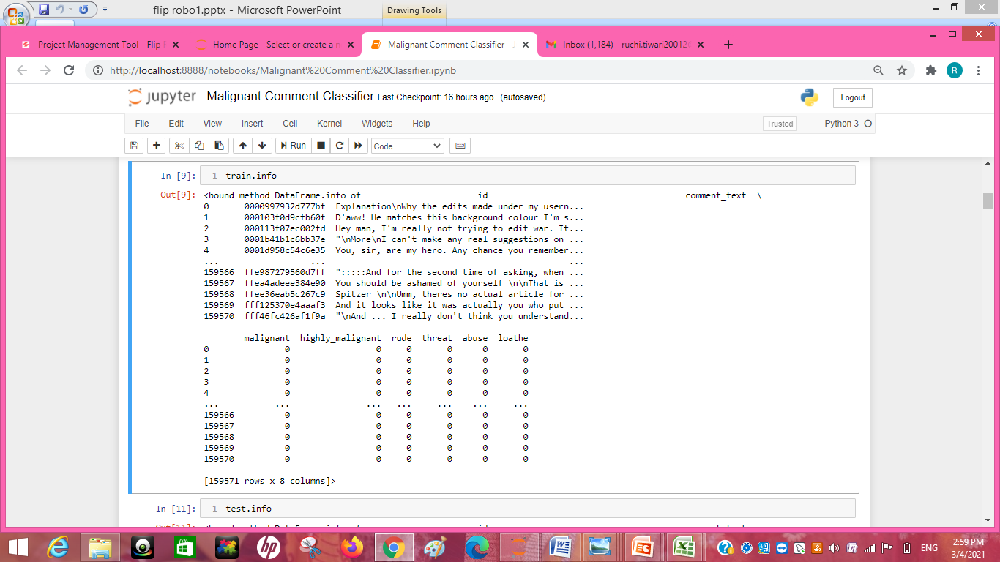 flip robo1.pptx - Microsoft PowerPoint
Drawing Tools
Project Management Tool - Flip
Home Page - Select or create a
Malignant Comment Classifier -
Inbox (1,184) - ruchi.tiwari2001
http://localhost:8888/notebooks/Malignant%20Comment%20Classifier.ipynb
R
jupyter Malignant Comment Classifier Last Checkpoint: 16 hours ago (autosaved)
Logout
File Edit View Insert Cell Kernel Widgets Help
Trusted
Python 3
Run
Code
In [9]: 1 train.info
Out[9]: <bound method DataFrame.info of id comment_text \
0 0000997932d777bf Explanation\nWhy the edits made under my usern...
1 000103f0d9cfb60f D'aww! He matches this background colour I'm s...
2 000113f07ec002fd Hey man, I'm really not trying to edit war. It...
3 0001b41b1c6bb37e "\nMore\nI can't make any real suggestions on ...
4 0001d958c54c6e35 You, sir, are my hero. Any chance you remember...
... ... ...
159566 ffe987279560d7ff ":::::And for the second time of asking, when ...
159567 ffea4adeee384e90 You should be ashamed of yourself \n\nThat is ...
159568 ffee36eab5c267c9 Spitzer \n\nUmm, theres no actual article for ...
159569 fff125370e4aaaf3 And it looks like it was actually you who put ...
159570 fff46fc426af1f9a "\nAnd ... I really don't think you understand...
malignant highly_malignant rude threat abuse loathe
0 0 0 0 0 0 0
1 0 0 0 0 0 0
2 0 0 0 0 0 0
3 0 0 0 0 0 0
4 0 0 0 0 0 0
... ... ... ... ... ... ...
159566 0 0 0 0 0 0
159567 0 0 0 0 0 0
159568 0 0 0 0 0 0
159569 0 0 0 0 0 0
159570 0 0 0 0 0 0
[159571 rows x 8 columns]>
In [11]: 1 test.info
ENG
2:59 PM
3/4/2021